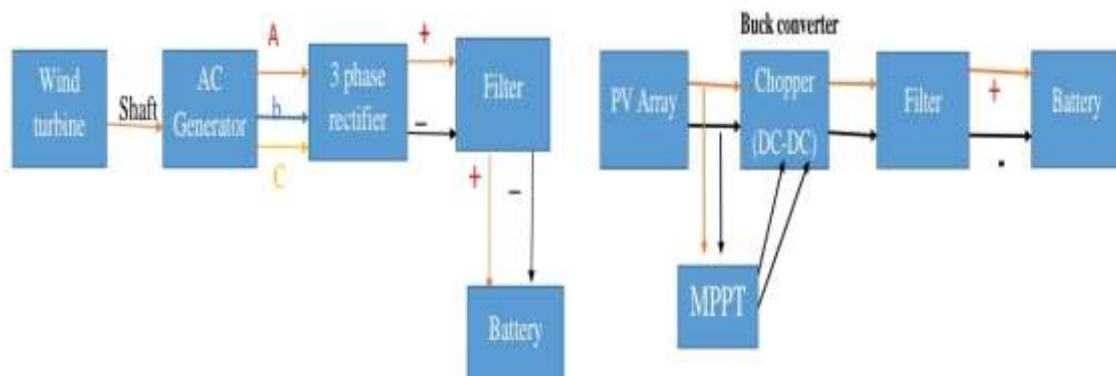 Wind
turbine
Shaft
AC
Generator
A
b
C
3 phase
rectifier
+
−
Filter
+
−
Battery
Buck converter
PV Array
Chopper
(DC-DC)
Filter
+
-
Battery
MPPT